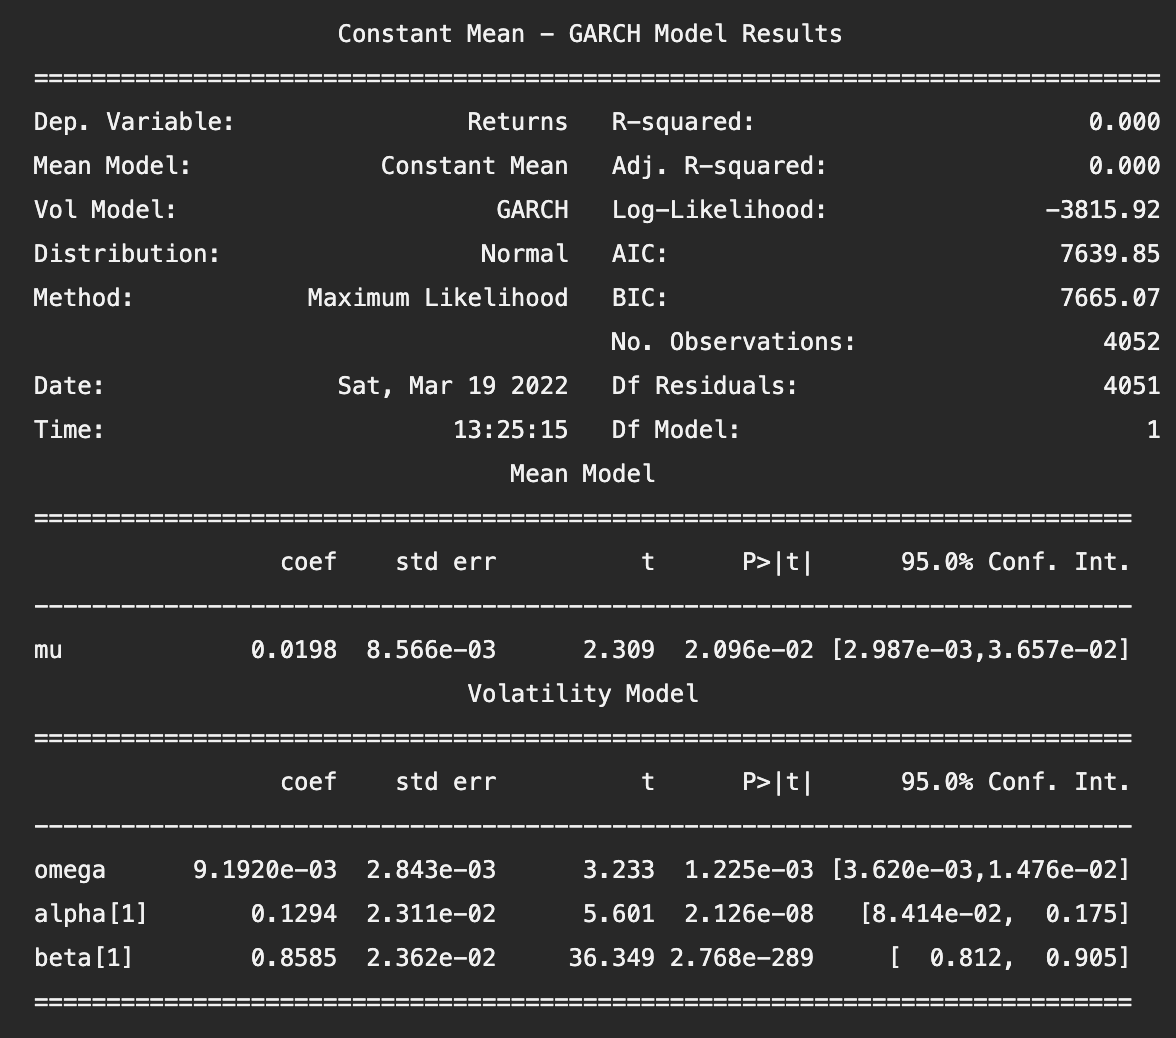 Constant Mean - GARCH Model Results
==============================================================================
Dep. Variable:                Returns   R-squared:                       0.000
Mean Model:             Constant Mean   Adj. R-squared:                  0.000
Vol Model:                      GARCH   Log-Likelihood:               -3815.92
Distribution:                  Normal   AIC:                           7639.85
Method:            Maximum Likelihood   BIC:                           7665.07
                                        No. Observations:                 4052
Date:                Sat, Mar 19 2022   Df Residuals:                     4051
Time:                        13:25:15   Df Model:                            1
                                 Mean Model
============================================================================
                 coef    std err          t      P>|t|      95.0% Conf. Int.
----------------------------------------------------------------------------
mu             0.0198  8.566e-03      2.309  2.096e-02 [2.987e-03,3.657e-02]
                              Volatility Model
============================================================================
                 coef    std err          t      P>|t|      95.0% Conf. Int.
----------------------------------------------------------------------------
omega      9.1920e-03  2.843e-03      3.233  1.225e-03 [3.620e-03,1.476e-02]
alpha[1]       0.1294  2.311e-02      5.601  2.126e-08   [8.414e-02,  0.175]
beta[1]        0.8585  2.362e-02     36.349 2.768e-289     [  0.812,  0.905]
============================================================================